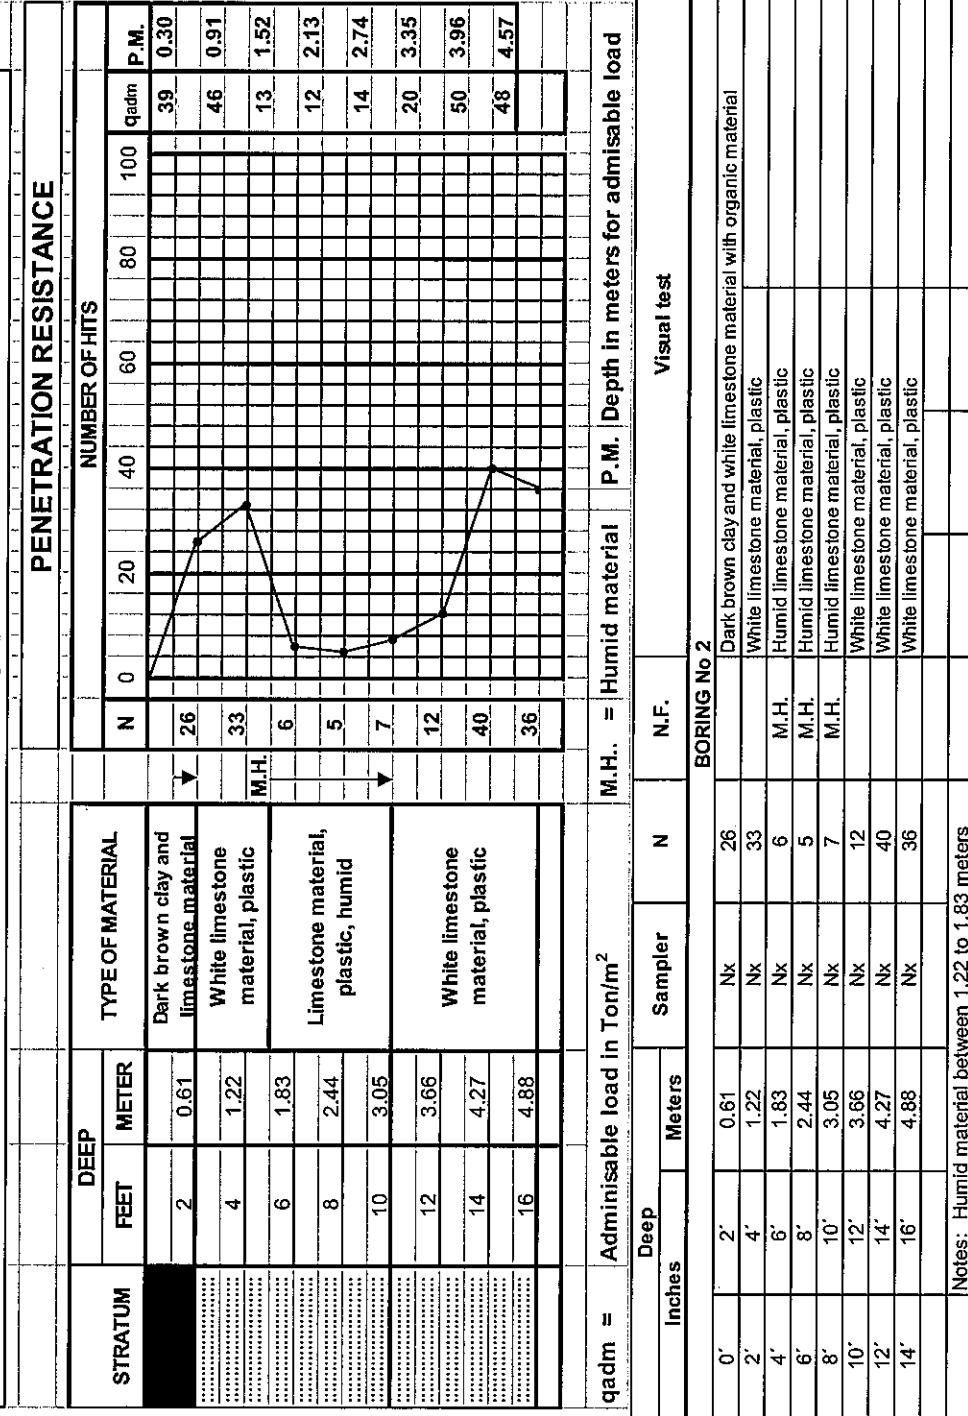 PENETRATION RESISTANCE
STRATUM DEEP TYPE OF MATERIAL N NUMBER OF HITS qadm P.M.
FEET METER 0 20 40 60 80 100
Dark brown clay and 39 0.30
2 0.61 limestone material 26
White limestone 46 0.91
4 1.22 material, plastic 33
M.H. 13 1.52
6 1.83 6
Limestone material, 12 2.13
8 2.44 plastic, humid 5
14 2.74
10 3.05 7
20 3.35
12 3.66 White limestone 12
material, plastic 50 3.96
14 4.27 40
48 4.57
16 4.88 36
qadm = Adminisable load in Ton/m2 M.H.. = Humid material P.M. Depth in meters for admisable load
Deep Sampler N N.F. Visual test
Inches Meters
BORING No 2
0´ 2´ 0.61 Nx 26 Dark brown clay and white limestone material with organic material
2´ 4´ 1.22 Nx 33 White limestone material, plastic
4´ 6´ 1.83 Nx 6 M.H. Humid limestone material, plastic
6´ 8´ 2.44 Nx 5 M.H. Humid limestone material, plastic
8´ 10´ 3.05 Nx 7 M.H. Humid limestone material, plastic
10´ 12´ 3.66 Nx 12 White limestone material, plastic
12´ 14´ 4.27 Nx 40 White limestone material, plastic
14´ 16´ 4.88 Nx 36 White limestone material, plastic
Notes: Humid material between 1.22 to 1.83 meters